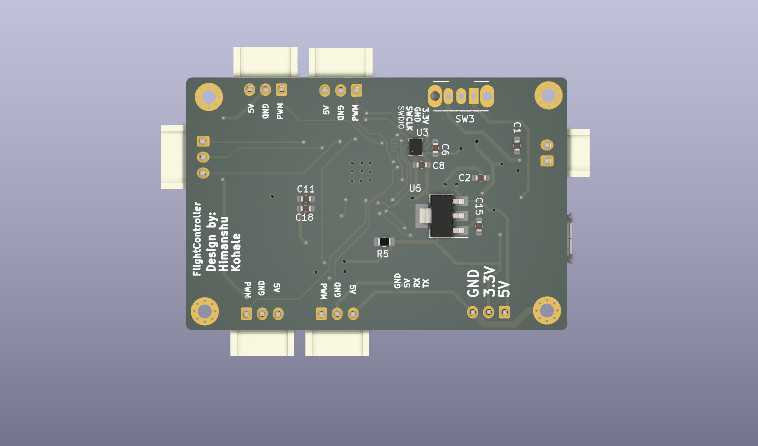 5V
GND
PWM
5V
GND
PWM
SWDIO
SWCLK
GND
3.3V
SW3
U3
C6
C8
C1
C2
C11
C16
U5
C15
R5
FlightController
Design by:
Himanshu
Kohale
PWM
GND
5V
PWM
GND
5V
GND
5V
RX
TX
GND
3.3V
5V